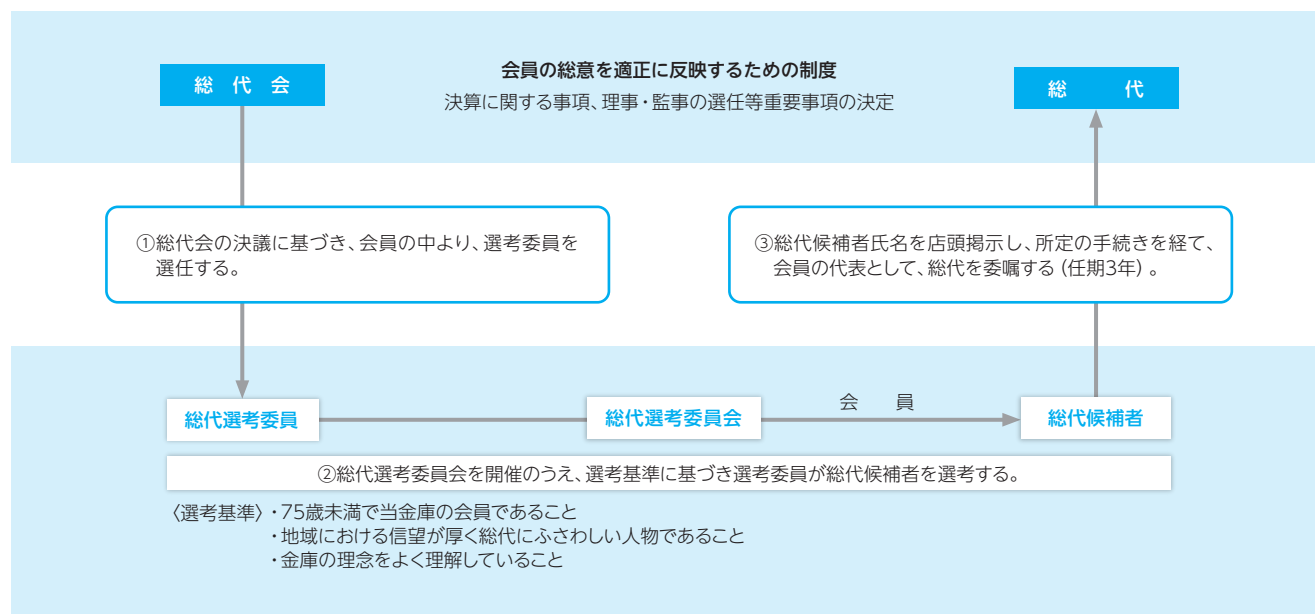 総代会
会員の総意を適正に反映するための制度
決算に関する事項、理事・監事の選任等重要事項の決定
総代
①総代会の決議に基づき、会員の中より、選考委員を
選任する。
③総代候補者氏名を店頭掲示し、所定の手続きを経て、
会員の代表として、総代を委嘱する（任期3年）。
総代選考委員
総代選考委員会
会員
総代候補者
②総代選考委員会を開催のうえ、選考基準に基づき選考委員が総代候補者を選考する。
〈選考基準〉・75歳未満で当金庫の会員であること
・地域における信望が厚く総代にふさわしい人物であること
・金庫の理念をよく理解していること